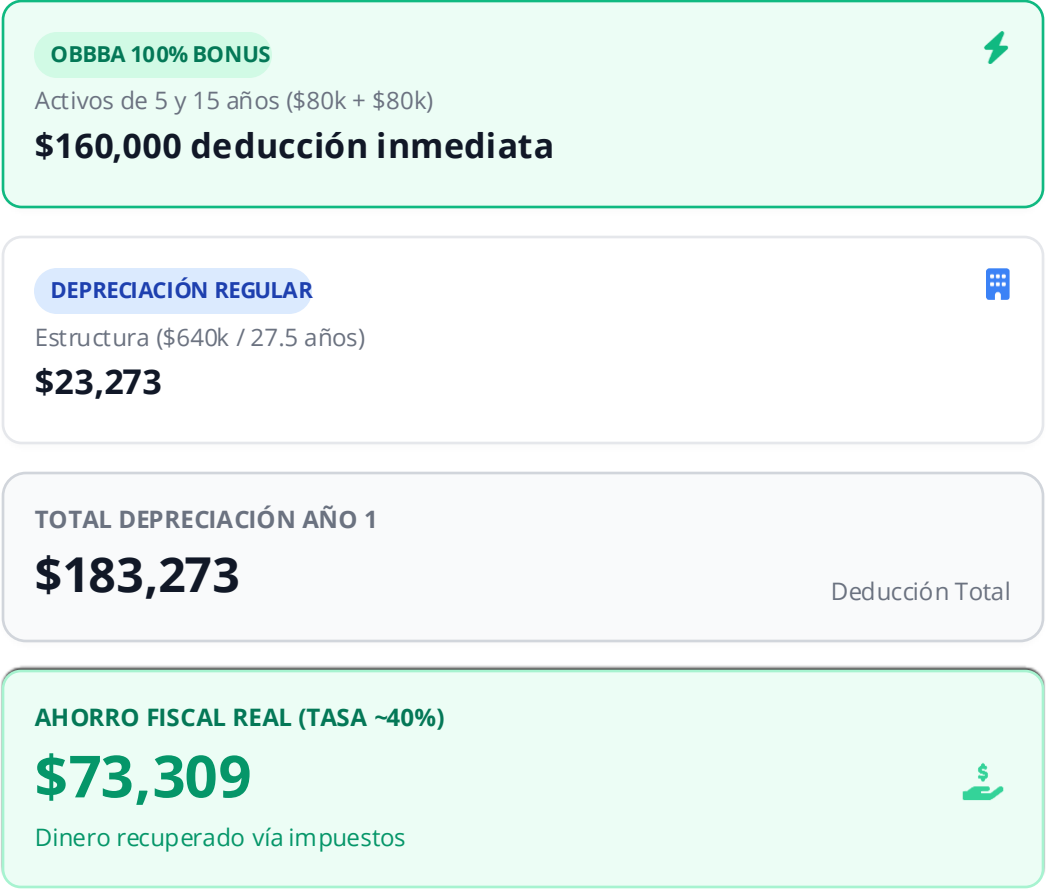 OBBBA 100% BONUS
Activos de 5 y 15 años ($80k + $80k)
$160,000 deducción inmediata
DEPRECIACIÓN REGULAR
Estructura ($640k / 27.5 años)
$23,273
TOTAL DEPRECIACIÓN AÑO 1
$183,273
Deducción Total
AHORRO FISCAL REAL (TASA ~40%)
$73,309
$
Dinero recuperado vía impuestos